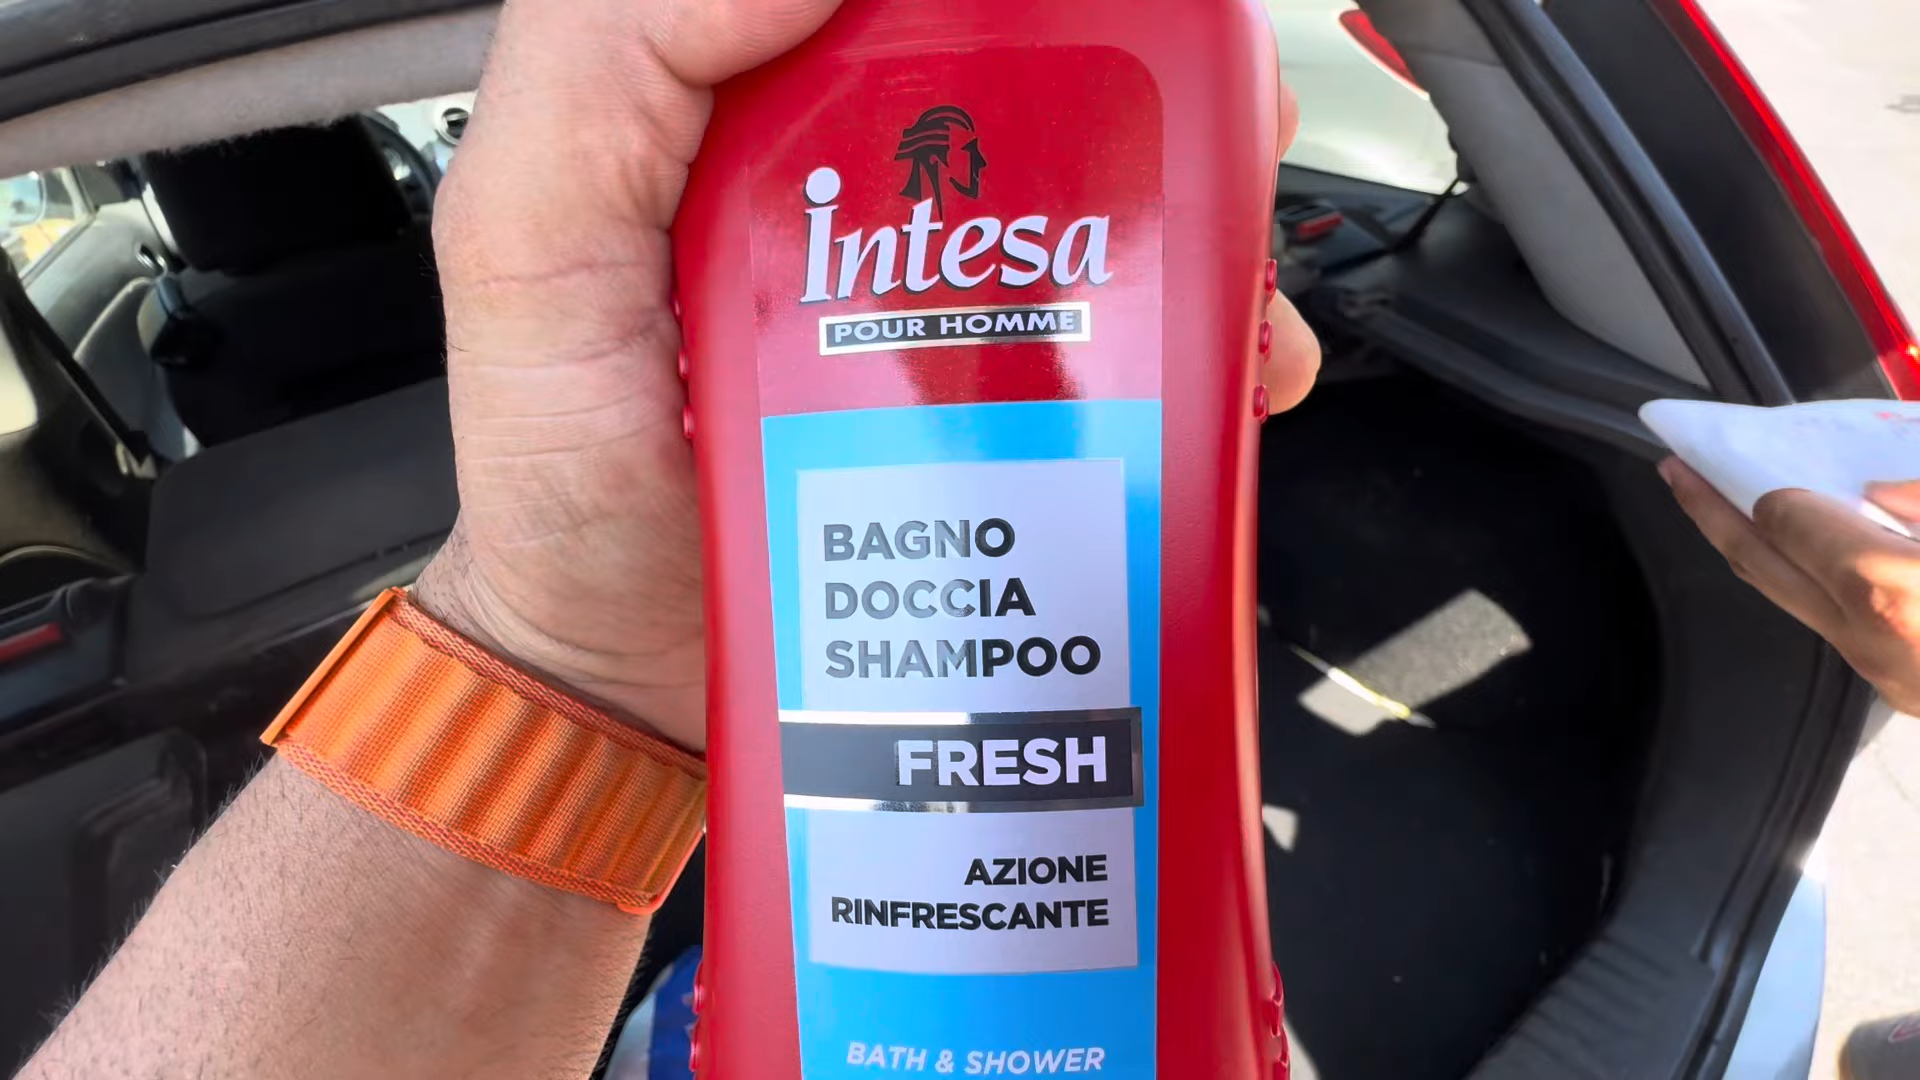 intesa
POUR HOMME
BAGNO
DOCCIA
SHAMPOO
FRESH
AZIONE
RINFRESCANTE
BATH & SHOWER